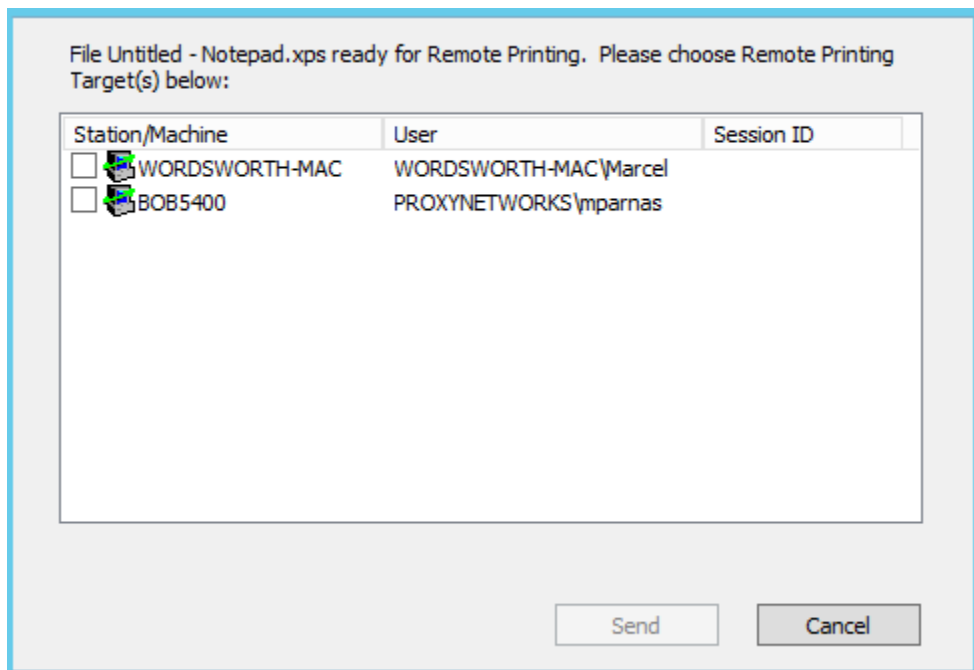 File Untitled - Notepad.xps ready for Remote Printing.  Please choose Remote Printing
Target(s) below:
Station/Machine User Session ID
WORDSWORTH-MAC WORDSWORTH-MAC\Marcel
BOB5400 PROXYNETWORKS\mparnas
Send Cancel